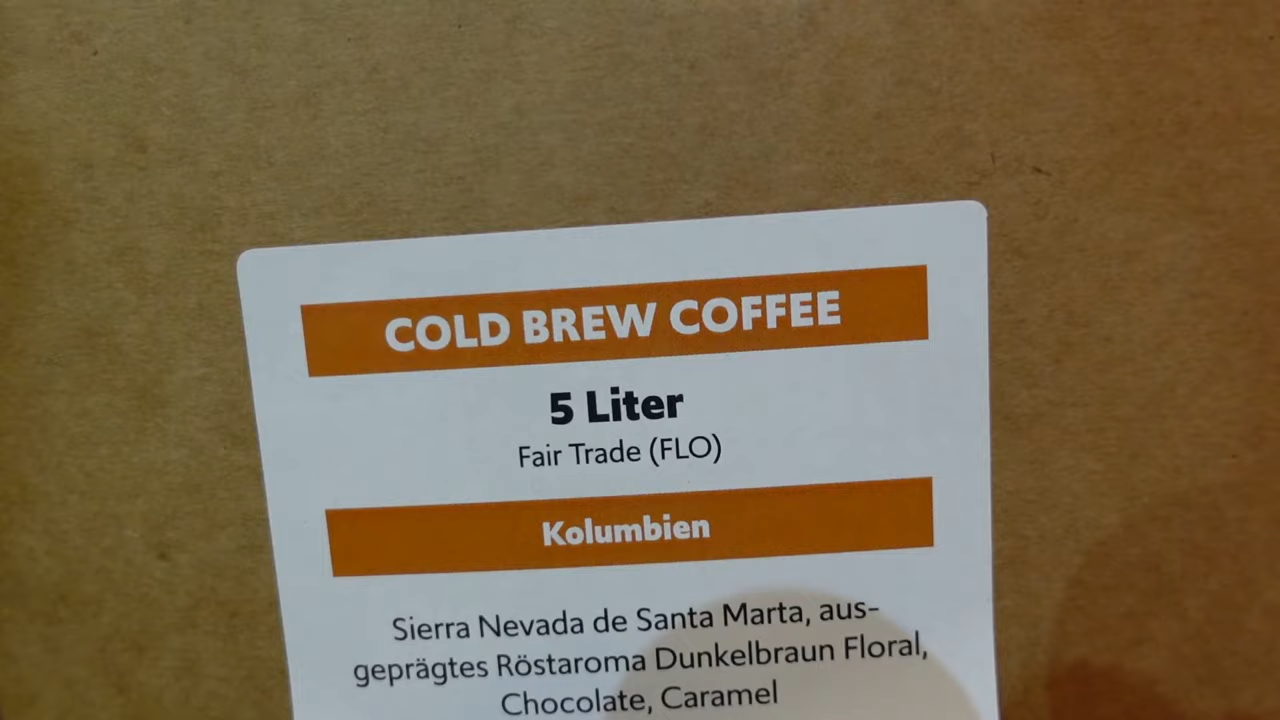 COLD BREW COFFEE
5 Liter
Fair Trade (FLO)
Kolumbien
Sierra Nevada de Santa Marta, aus-
geprägtes Röstaroma Dunkelbraun Floral,
Chocolate, Caramel